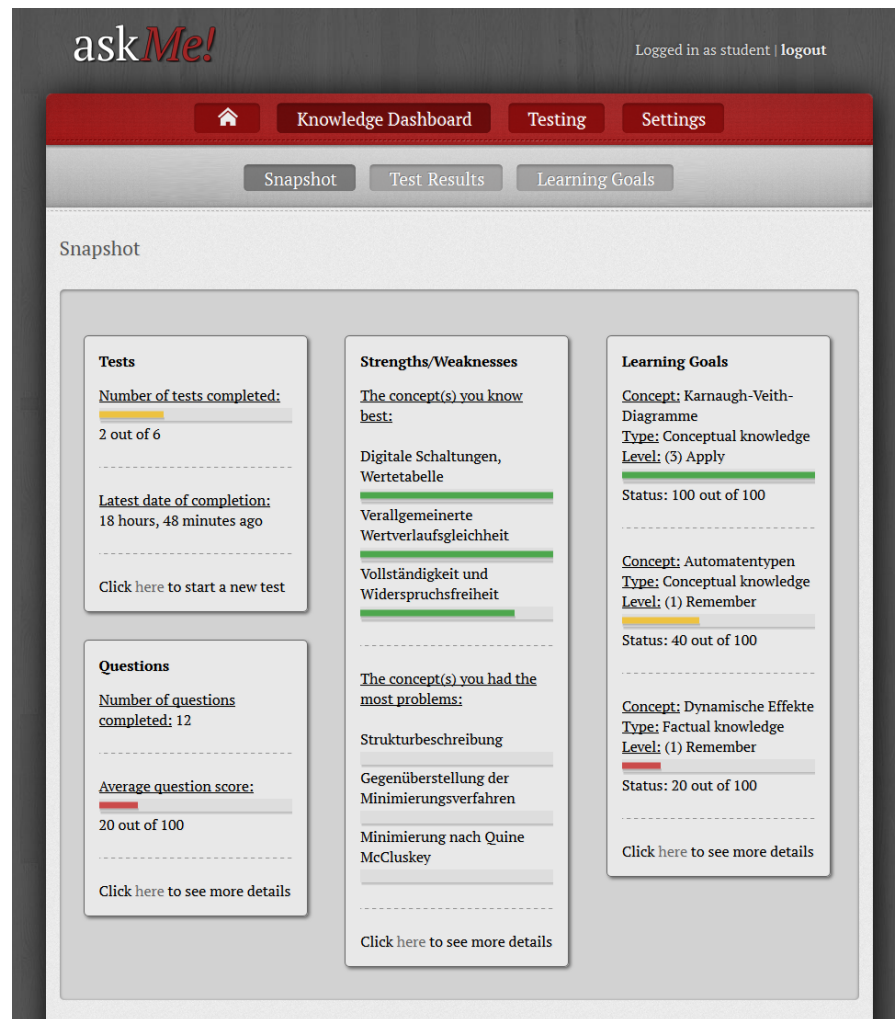 askMe!
Logged in as student | logout
Knowledge Dashboard
Testing
Settings
Snapshot
Test Results
Learning Goals
Snapshot
Tests
Number of tests completed:
2 out of 6
Latest date of completion:
18 hours, 48 minutes ago
Click here to start a new test
Questions
Number of questions
completed: 12
Average question score:
20 out of 100
Click here to see more details
Strengths/Weaknesses
The concept(s) you know
best:
Digitale Schaltungen,
Wertetabelle
Verallgemeinerte
Wertverlaufsgleichheit
Vollständigkeit und
Widerspruchsfreiheit
The concept(s) you had the
most problems:
Strukturbeschreibung
Gegenüberstellung der
Minimierungsverfahren
Minimierung nach Quine
McCluskey
Click here to see more details
Learning Goals
Concept: Karnaugh-Veith-
Diagramme
Type: Conceptual knowledge
Level: (3) Apply
Status: 100 out of 100
Concept: Automatentypen
Type: Conceptual knowledge
Level: (1) Remember
Status: 40 out of 100
Concept: Dynamische Effekte
Type: Factual knowledge
Level: (1) Remember
Status: 20 out of 100
Click here to see more details